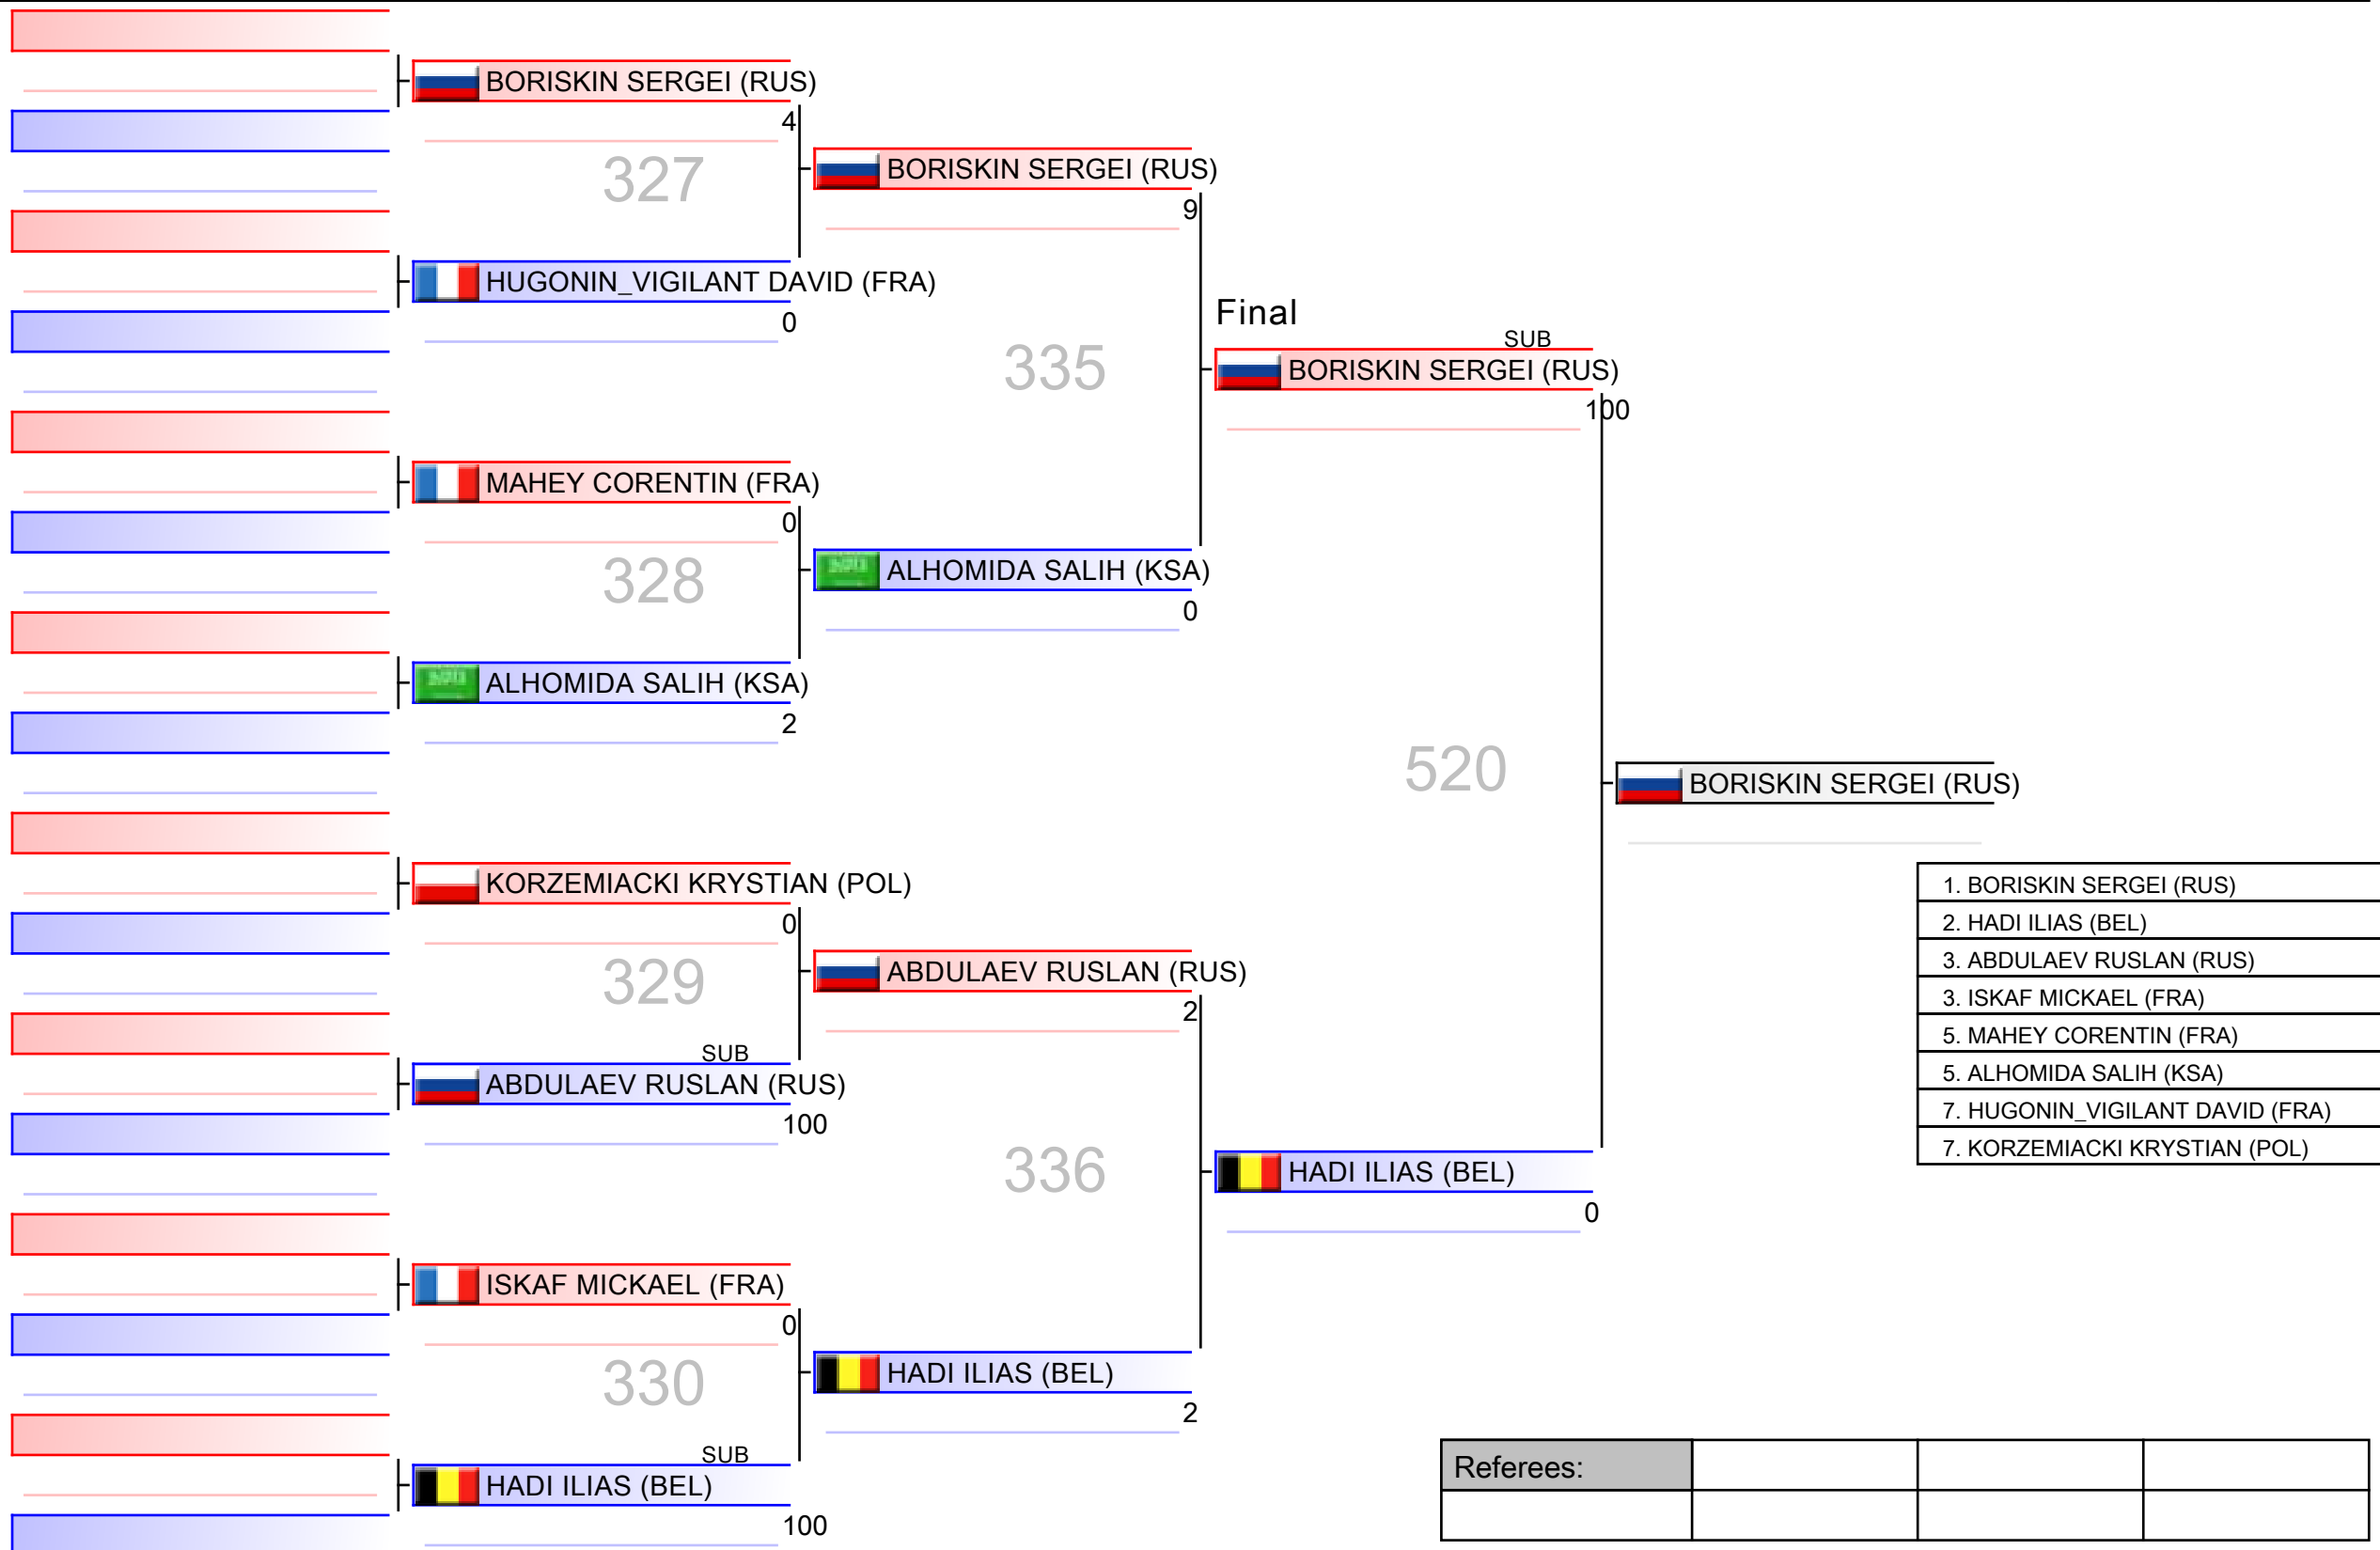 BORISKIN SERGEI (RUS)
4
327
HUGONIN_VIGILANT DAVID (FRA)
0
MAHEY CORENTIN (FRA)
0
328
ALHOMIDA SALIH (KSA)
2
KORZEMIACKI KRYSTIAN (POL)
0
329
SUB
ABDULAEV RUSLAN (RUS)
100
ISKAF MICKAEL (FRA)
0
330
SUB
HADI ILIAS (BEL)
100
BORISKIN SERGEI (RUS)
9
335
ALHOMIDA SALIH (KSA)
0
ABDULAEV RUSLAN (RUS)
2
336
HADI ILIAS (BEL)
2
Final
SUB
BORISKIN SERGEI (RUS)
100
520
HADI ILIAS (BEL)
0
BORISKIN SERGEI (RUS)
1. BORISKIN SERGEI (RUS)
2. HADI ILIAS (BEL)
3. ABDULAEV RUSLAN (RUS)
3. ISKAF MICKAEL (FRA)
5. MAHEY CORENTIN (FRA)
5. ALHOMIDA SALIH (KSA)
7. HUGONIN_VIGILANT DAVID (FRA)
7. KORZEMIACKI KRYSTIAN (POL)
Referees: